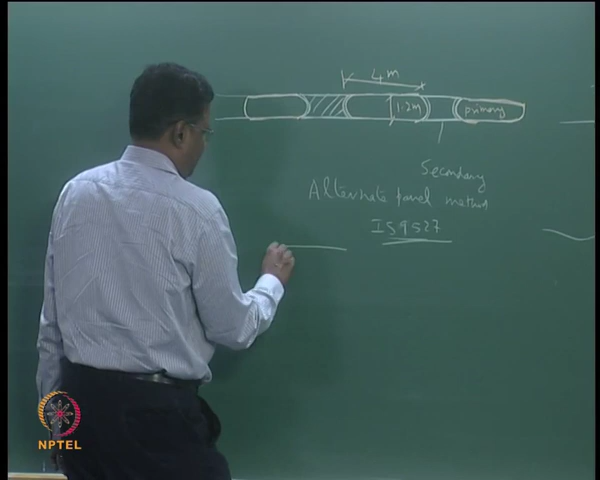 4m
1.2m
primary
Secondary
Alternate panel method
IS 9527
NPTEL